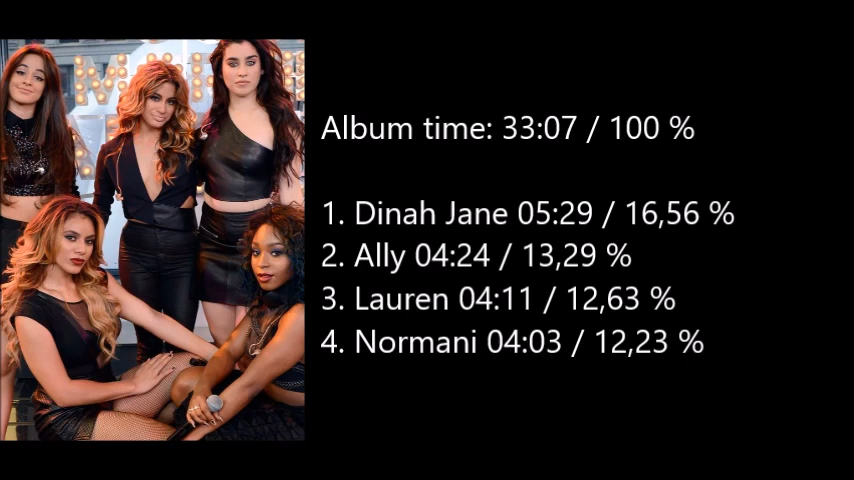 Album time: 33:07 / 100 %
1. Dinah Jane 05:29 / 16,56 %
2. Ally 04:24 / 13,29 %
3. Lauren 04:11 / 12,63 %
4. Normani 04:03 / 12,23 %